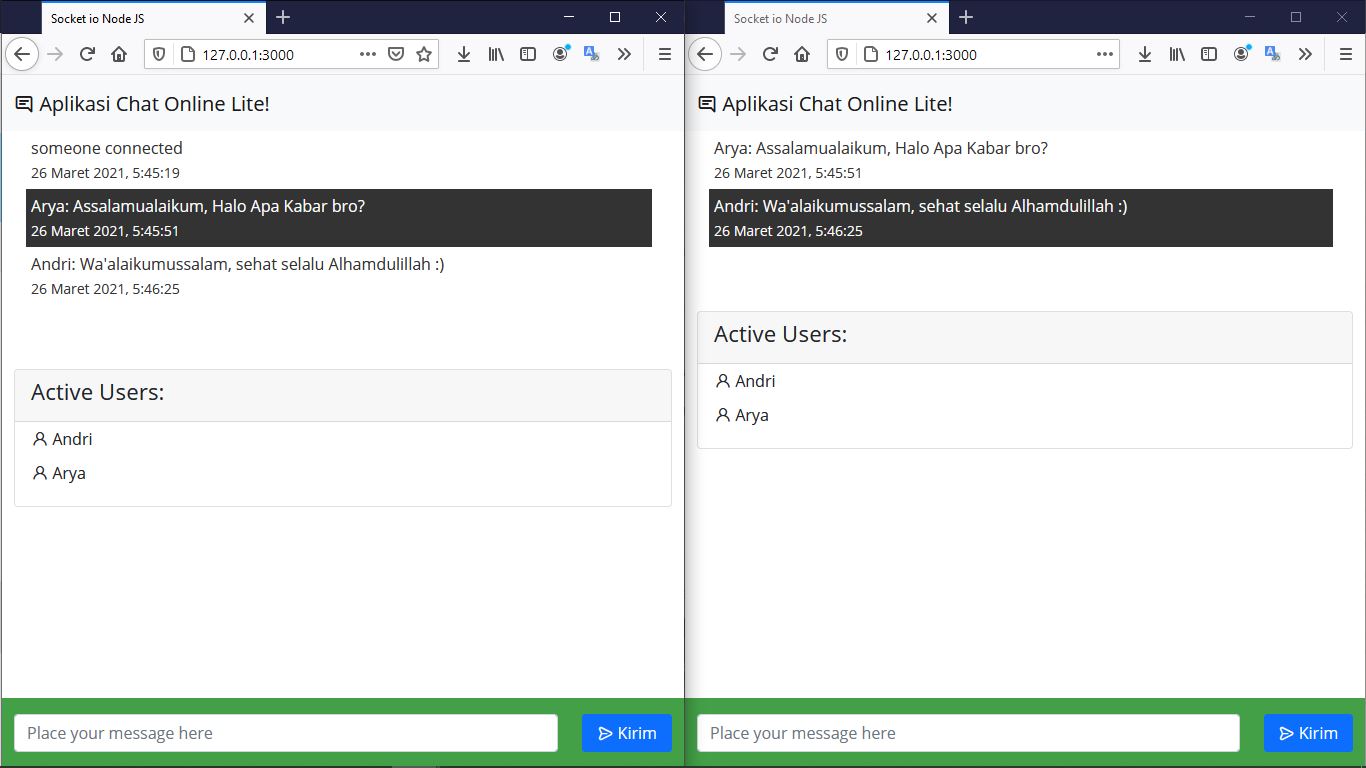 Socket io Node JS
127.0.0.1:3000
Aplikasi Chat Online Lite!
someone connected
26 Maret 2021, 5:45:19
Arya: Assalamualaikum, Halo Apa Kabar bro?
26 Maret 2021, 5:45:51
Andri: Wa'alaikumussalam, sehat selalu Alhamdulillah :)
26 Maret 2021, 5:46:25
Active Users:
Andri
Arya
Place your message here
Kirim
Socket io Node JS
127.0.0.1:3000
Aplikasi Chat Online Lite!
Arya: Assalamualaikum, Halo Apa Kabar bro?
26 Maret 2021, 5:45:51
Andri: Wa'alaikumussalam, sehat selalu Alhamdulillah :)
26 Maret 2021, 5:46:25
Active Users:
Andri
Arya
Place your message here
Kirim